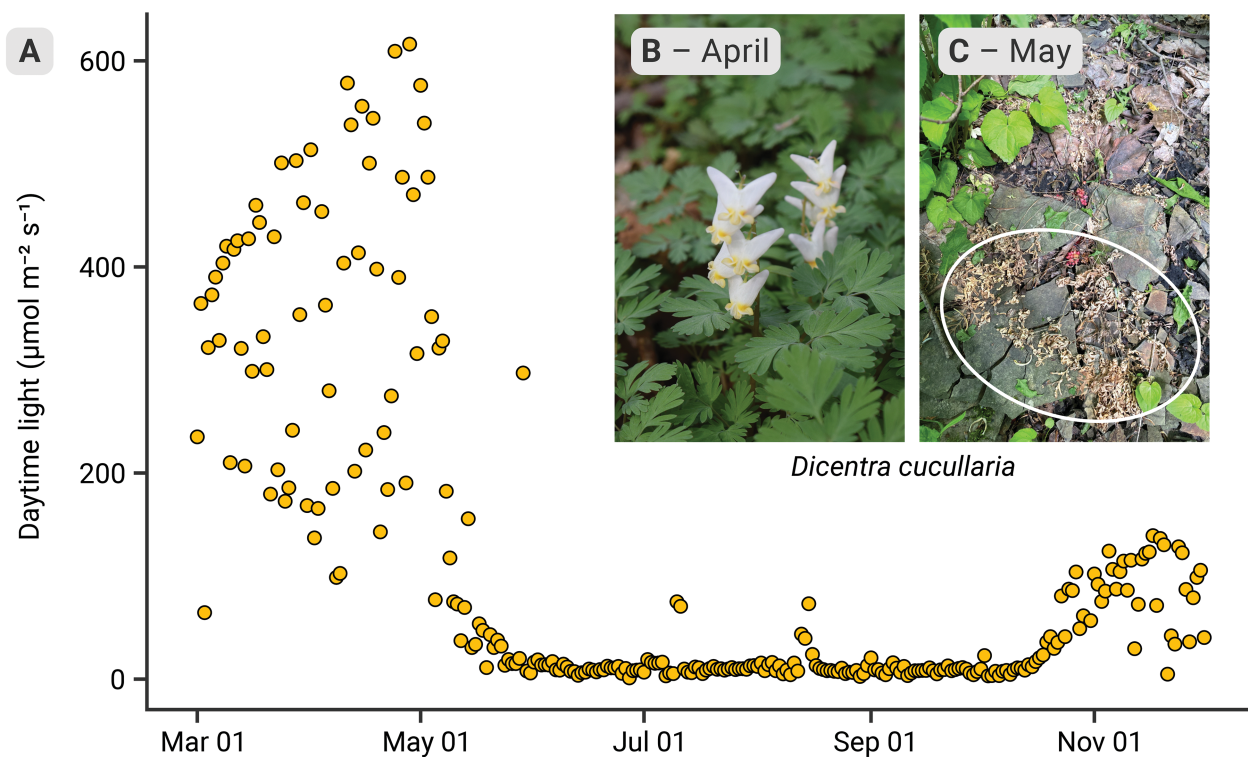 A
B – April
C – May
600
400
200
0
Daytime light (µmol m⁻² s⁻¹)
Dicentra cucullaria
Mar 01
May 01
Jul 01
Sep 01
Nov 01